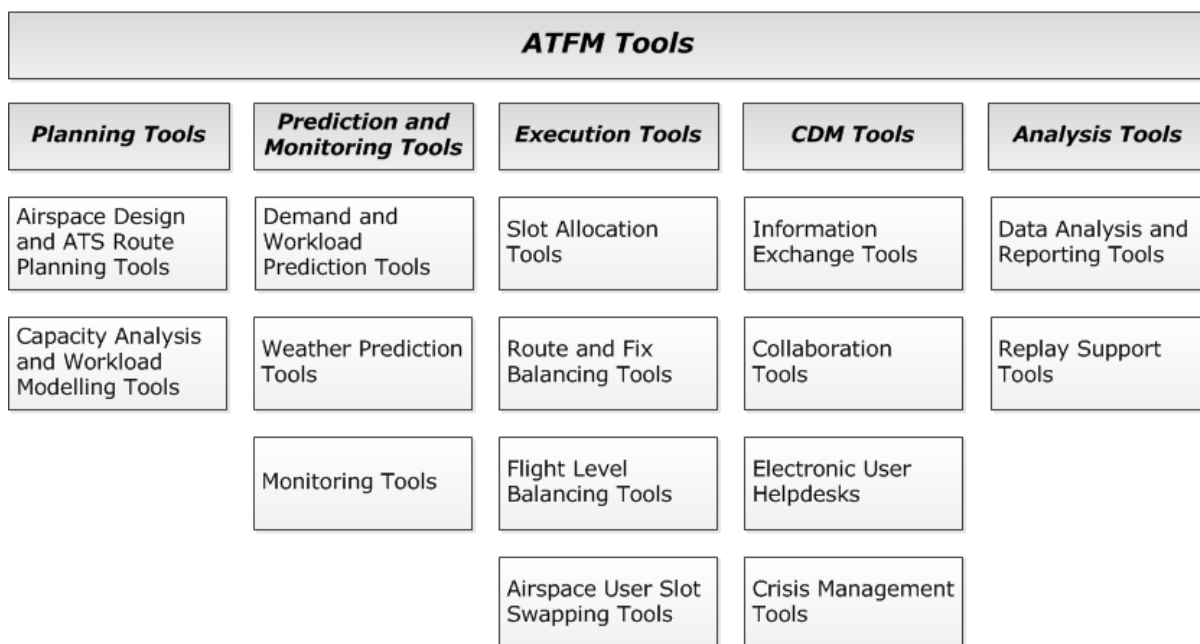 ATFM Tools
Planning Tools
Prediction and
Monitoring Tools
Execution Tools
CDM Tools
Analysis Tools
Airspace Design
and ATS Route
Planning Tools
Demand and
Workload
Prediction Tools
Slot Allocation
Tools
Information
Exchange Tools
Data Analysis and
Reporting Tools
Capacity Analysis
and Workload
Modelling Tools
Weather Prediction
Tools
Route and Fix
Balancing Tools
Collaboration
Tools
Replay Support
Tools
Monitoring Tools
Flight Level
Balancing Tools
Electronic User
Helpdesks
Airspace User Slot
Swapping Tools
Crisis Management
Tools